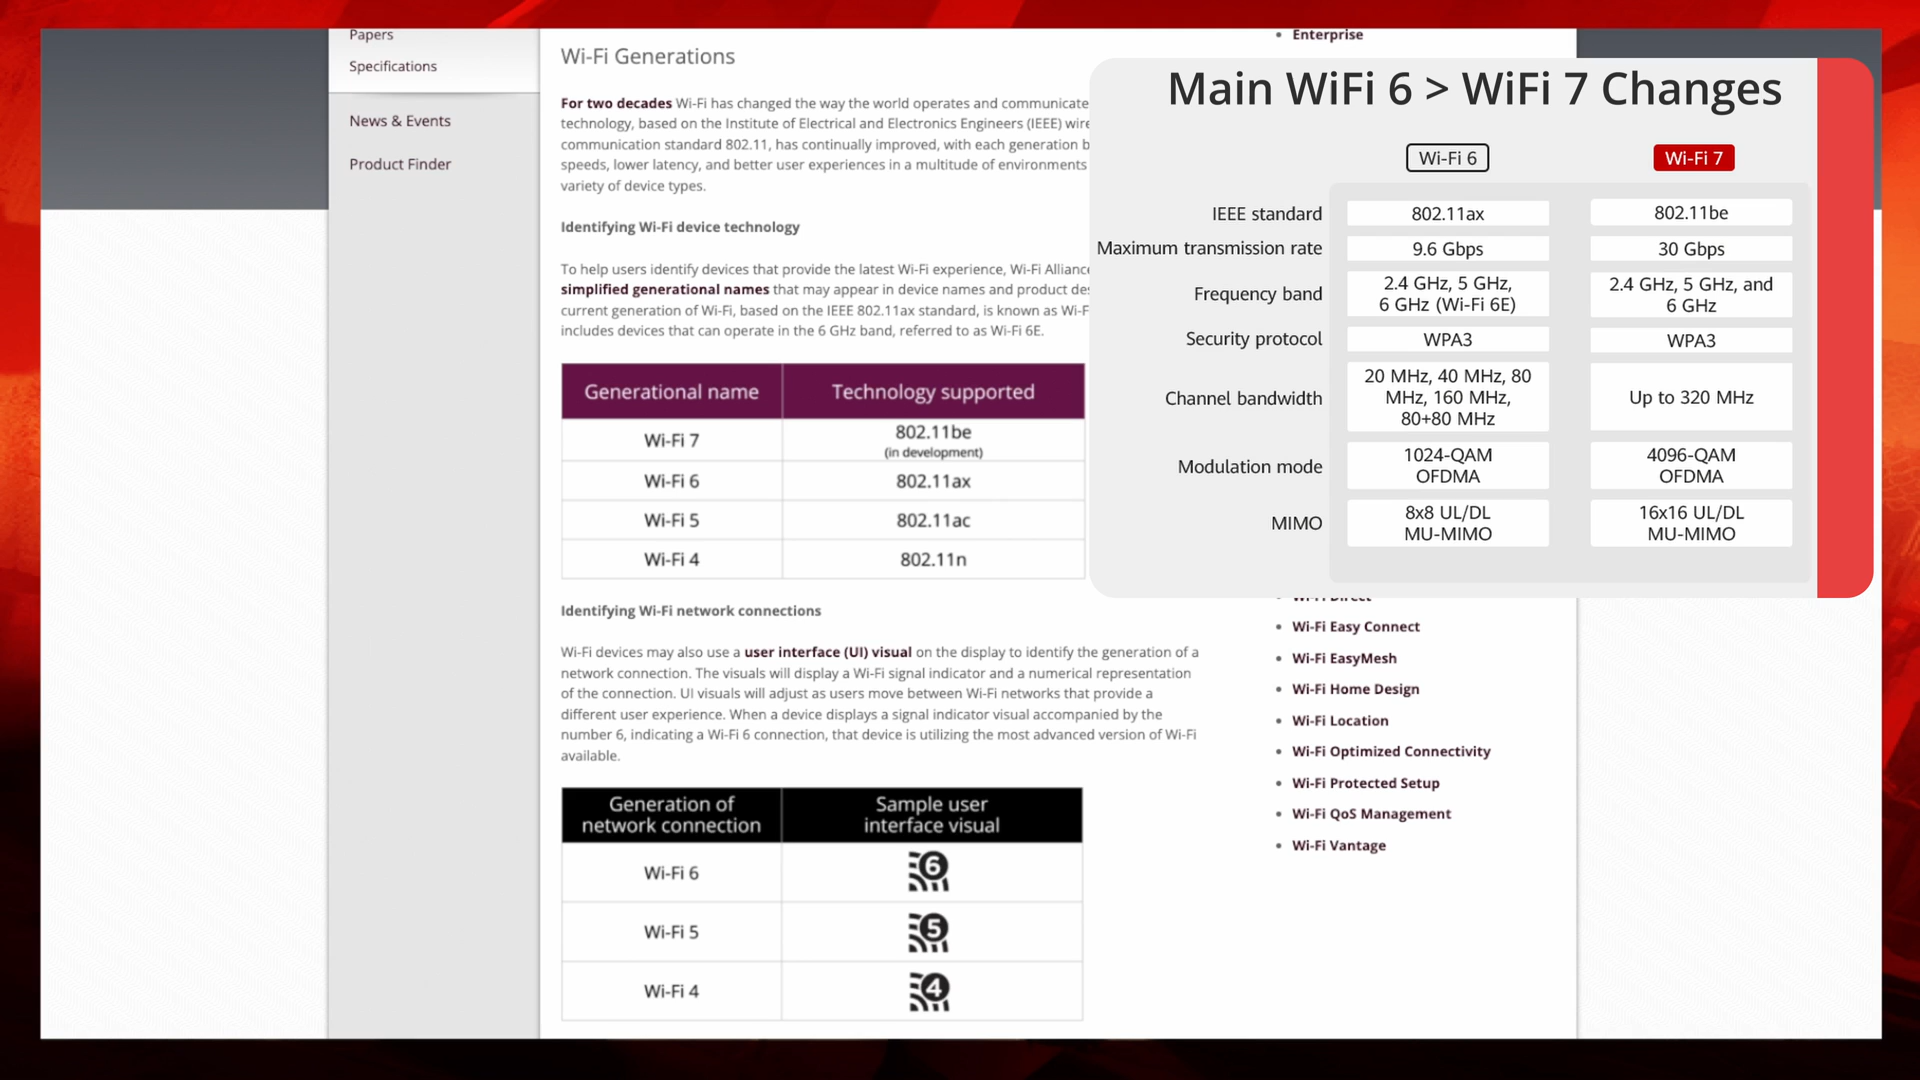 Papers
Specifications
News & Events
Product Finder
Wi-Fi Generations
For two decades Wi-Fi has changed the way the world operates and communicate
technology, based on the Institute of Electrical and Electronics Engineers (IEEE)
communication standard 802.11, has continually improved, with each generation
speeds, lower latency, and better user experiences in a multitude of environments
variety of device types.
Identifying Wi-Fi device technology
To help users identify devices that provide the latest Wi-Fi experience, Wi-Fi Alliance
simplified generational names that may appear in device names and product
current generation of Wi-Fi, based on the IEEE 802.11ax standard, is known as
includes devices that can operate in the 6 GHz band, referred to as Wi-Fi 6E.
Generational name Technology supported
Wi-Fi 7 802.11be
(in development)
Wi-Fi 6 802.11ax
Wi-Fi 5 802.11ac
Wi-Fi 4 802.11n
Identifying Wi-Fi network connections
Wi-Fi devices may also use a user interface (UI) visual on the display to identify the generation of a
network connection. The visuals will display a Wi-Fi signal indicator and a numerical representation
of the connection. UI visuals will adjust as users move between Wi-Fi networks that provide a
different user experience. When a device displays a signal indicator visual accompanied by the
number 6, indicating a Wi-Fi 6 connection, that device is utilizing the most advanced version of Wi-Fi
available.
Generation of
network connection
Sample user
interface visual
Wi-Fi 6 6
Wi-Fi 5 5
Wi-Fi 4 4
• Enterprise
Main WiFi 6 > WiFi 7 Changes
Wi-Fi 6 Wi-Fi 7
IEEE standard 802.11ax 802.11be
Maximum transmission rate 9.6 Gbps 30 Gbps
Frequency band
2.4 GHz, 5 GHz,
6 GHz (Wi-Fi 6E)
2.4 GHz, 5 GHz, and
6 GHz
Security protocol WPA3 WPA3
Channel bandwidth
20 MHz, 40 MHz, 80
MHz, 160 MHz,
80+80 MHz
Up to 320 MHz
Modulation mode
1024-QAM
OFDMA
4096-QAM
OFDMA
MIMO
8x8 UL/DL
MU-MIMO
16x16 UL/DL
MU-MIMO
• Wi-Fi Direct
• Wi-Fi Easy Connect
• Wi-Fi EasyMesh
• Wi-Fi Home Design
• Wi-Fi Location
• Wi-Fi Optimized Connectivity
• Wi-Fi Protected Setup
• Wi-Fi QoS Management
• Wi-Fi Vantage